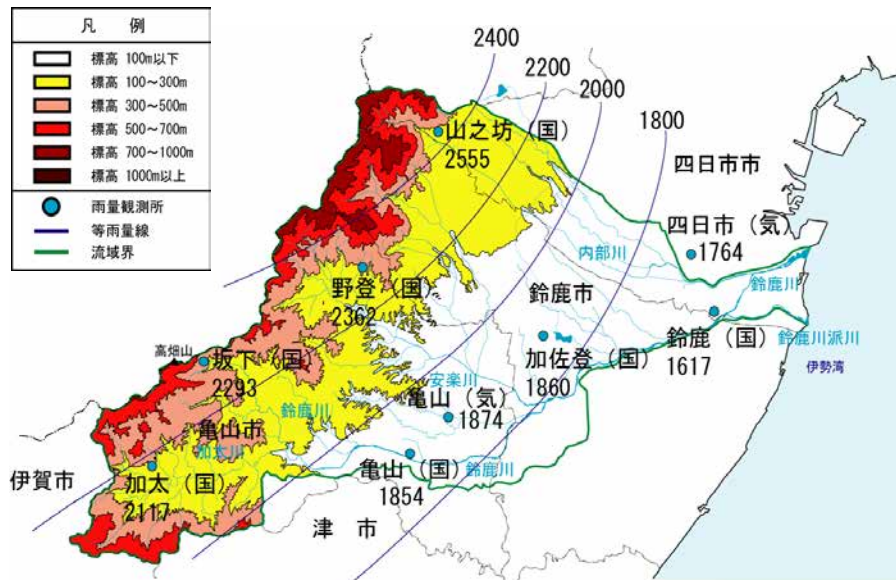 凡 例
標高 100m以下
標高 100～300m
標高 300～500m
標高 500～700m
標高 700～1000m
標高 1000m以上
雨量観測所
等雨量線
流域界
2400
2200
2000
1800
山之坊（国）
2555
四日市市
四日市（気）
1764
内部川
鈴鹿川
野登（国）
2362
鈴鹿市
鈴鹿（国）
1617
鈴鹿川派川
伊勢湾
高畑山
坂下（国）
2293
加佐登（国）
1860
安楽川
亀山（気）
1874
鈴鹿川
亀山市
加太川
伊賀市
加太（国）
2117
亀山（国）
1854
鈴鹿川
津 市